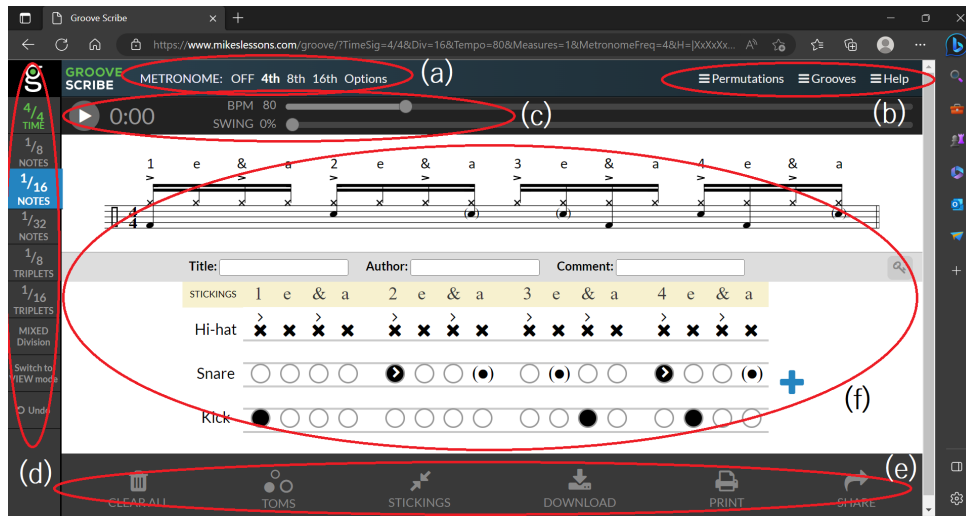 Groove Scribe
https://www.mikeslessons.com/groove/?TimeSig=4/4&Div=16&Tempo=80&Measures=1&MetronomeFreq=4&H=|XxXxXx...
GROOVE SCRIBE
METRONOME: OFF 4th 8th 16th Options
(a)
Permutations Grooves Help
(b)
0:00
BPM 80
SWING 0%
(c)
4/4
TIME
1/8
NOTES
1/16
NOTES
1/32
NOTES
1/8
TRIPLETS
1/16
TRIPLETS
MIXED
Division
Switch to
VIEW mode
Undo
(d)
1 e & a 2 e & a 3 e & a 4 e & a
4
4
Title: Author: Comment:
STICKINGS 1 e & a 2 e & a 3 e & a 4 e & a
Hi-hat
Snare
Kick
(f)
(e)
CLEAR ALL TOMS STICKINGS DOWNLOAD PRINT SHARE